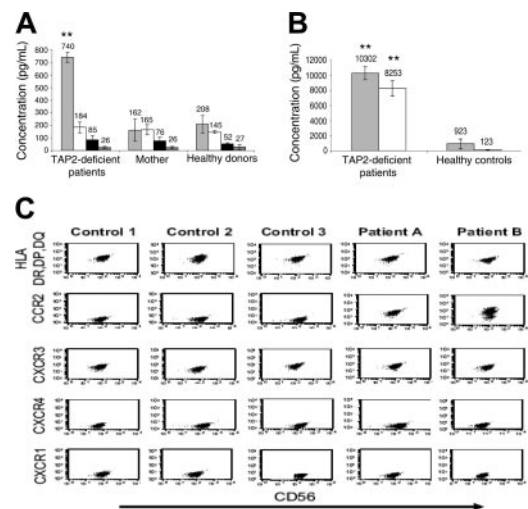 A
Concentration (pg/mL)
800
700
600
500
400
300
200
100
0
**
740
184
85
26
162
165
76
26
208
145
52
27
TAP2-deficient
patients
Mother
Healthy donors
B
Concentration (pg/mL)
12000
10000
8000
6000
4000
2000
0
**
10302
**
8253
923
123
TAP2-deficient
patients
Healthy controls
C
Control 1 Control 2 Control 3 Patient A Patient B
HLA
DR,DP,DQ
CCR2
CXCR3
CXCR4
CXCR1
CD56